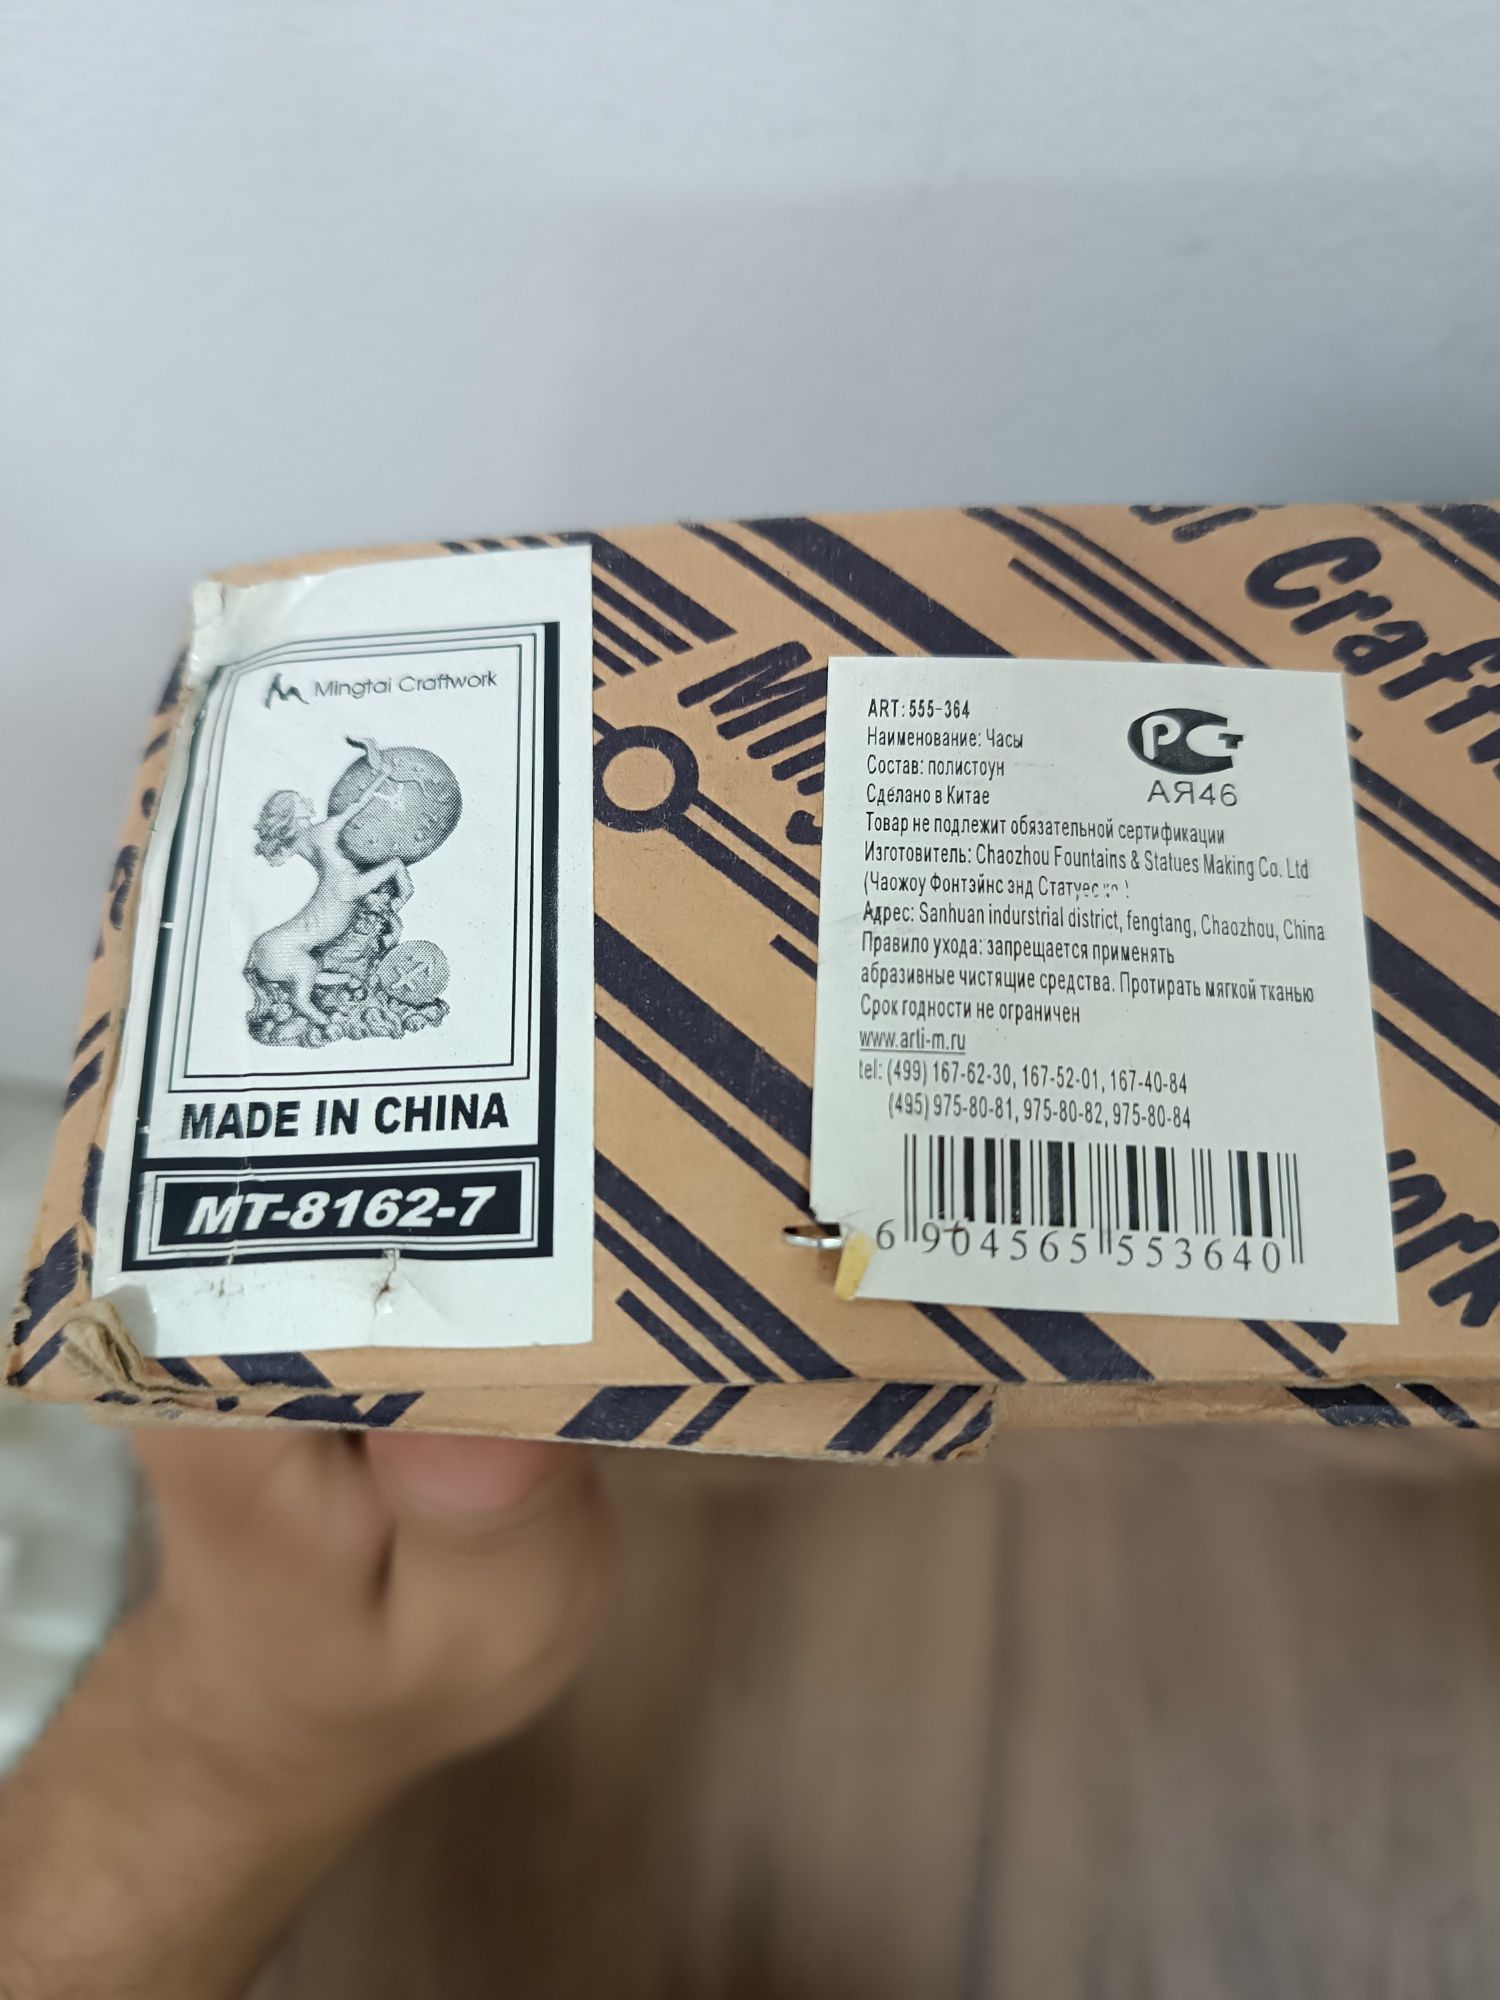 Mingtai Craftwork
MADE IN CHINA
MT-8162-7
ART: 555-364
Наименование: Часы
Состав: полистоун
Сделано в Китае
РСТ
АЯ46
Товар не подлежит обязательной сертификации
Изготовитель: Chaozhou Fountains & Statues Making Co. Ltd
(Чаожоу Фонтэйнс энд Статуес
Адрес: Sanhuan indurstrial district, fengtang, Chaozhou, China
Правило ухода: запрещается применять
абразивные чистящие средства. Протирать мягкой тканью
Срок годности не ограничен
www.arti-m.ru
tel: (499) 167-62-30, 167-52-01, 167-40-84
(495) 975-80-81, 975-80-82, 975-80-84
6 904565 553640